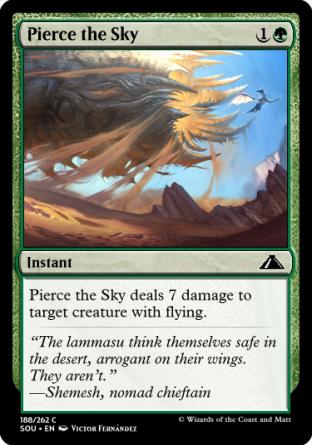 Pierce the Sky 1
Instant
Pierce the Sky deals 7 damage to
target creature with flying.
“The lammasu think themselves safe in
the desert, arrogant on their wings.
They aren’t.”
—Shemesh, nomad chieftain
188/262 C
SOU • EN Victor Fernández
© Wizards of the Coast and Matt